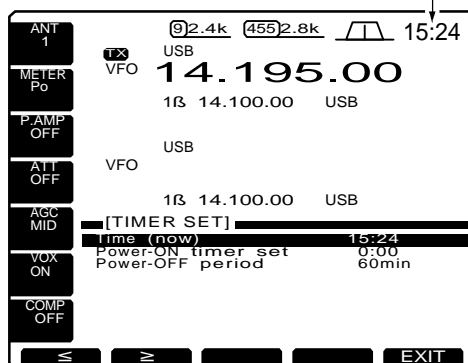 ANT
1
9 2.4k 455 2.8k 15:24
TX USB
VFO 14.195.00
METER
Po
1ß 14.100.00 USB
P.AMP
OFF
USB
ATT
OFF
VFO
1ß 14.100.00 USB
AGC
MID
[TIMER SET]
Time (now) 15:24
Power-ON timer set 0:00
Power-OFF period 60min
VOX
ON
COMP
OFF
≤ ≥ EXIT